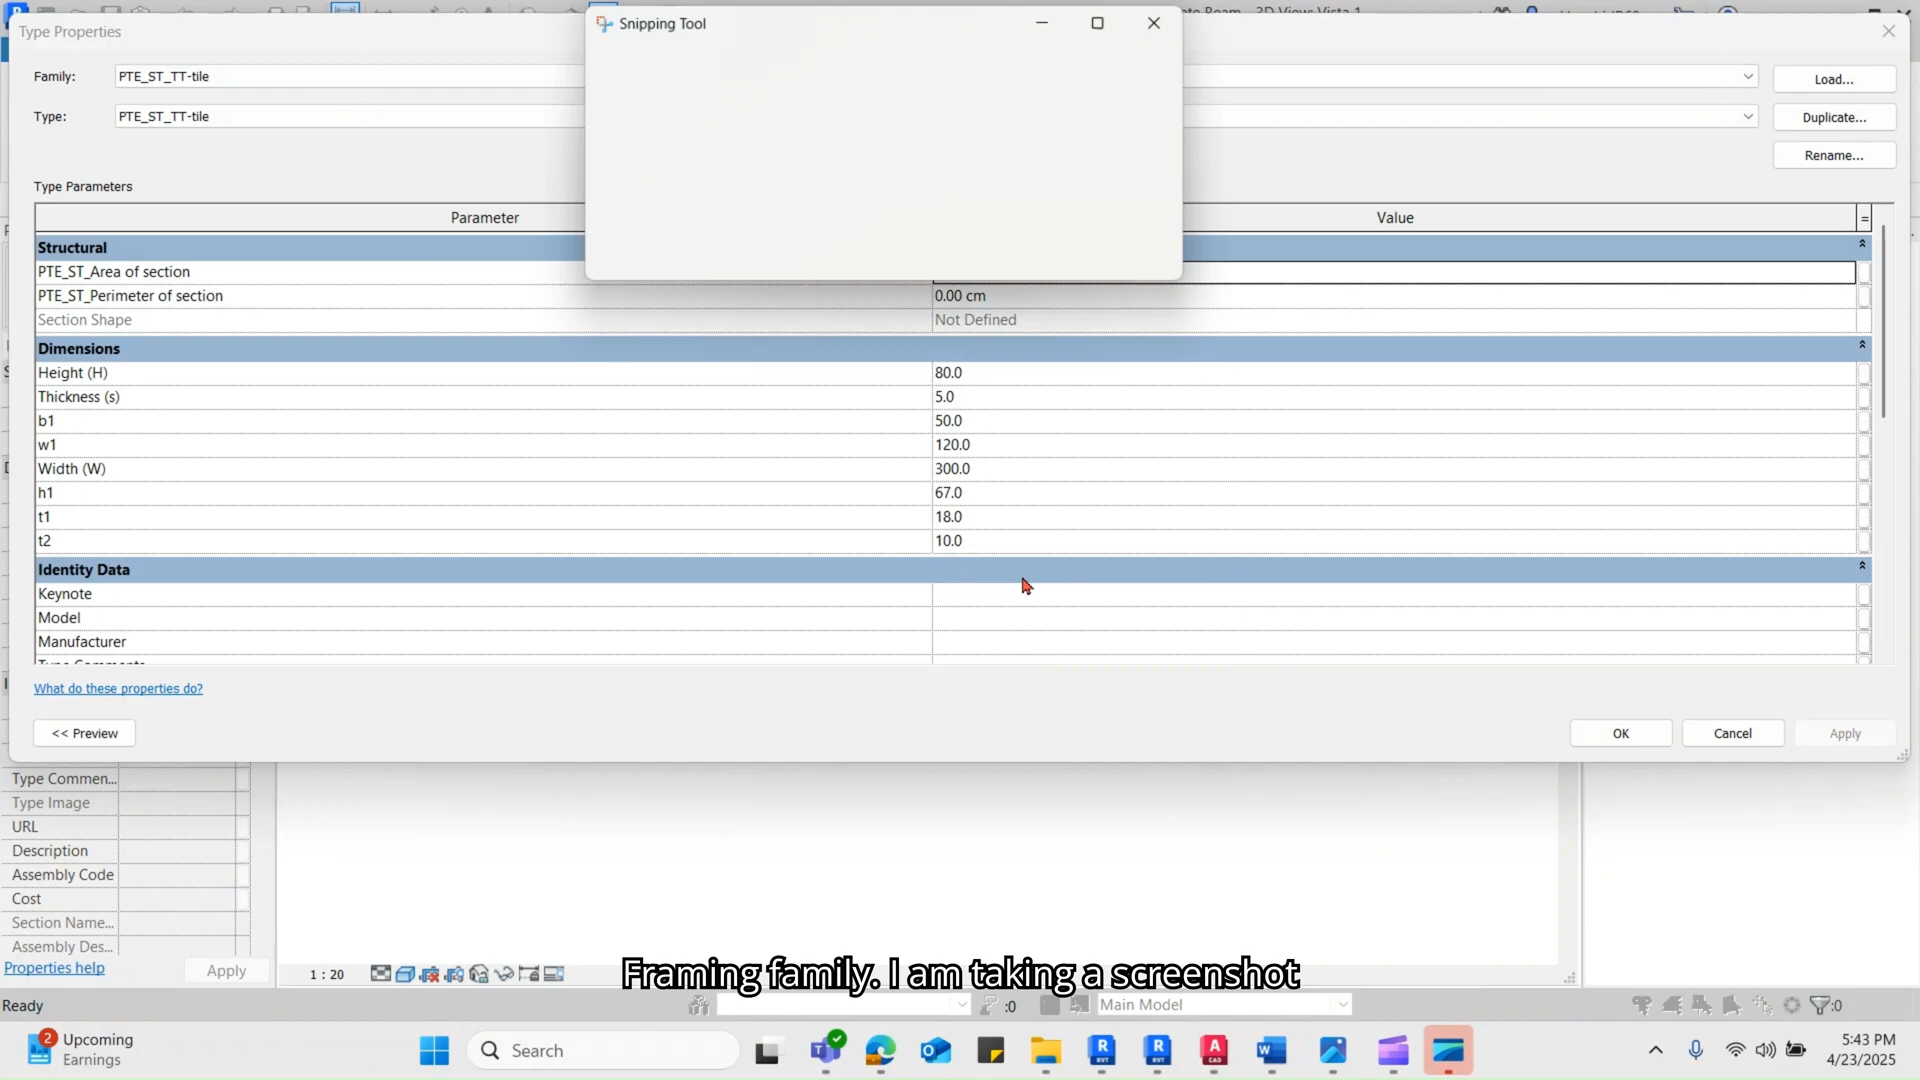 Type Properties
Snipping Tool
Family:
PTE_ST_TT-tile
Load...
Type:
PTE_ST_TT-tile
Duplicate...
Rename...
Type Parameters
Parameter
Value
=
Structural
PTE_ST_Area of section
PTE_ST_Perimeter of section
0.00 cm
Section Shape
Not Defined
Dimensions
Height (H)
80.0
Thickness (s)
5.0
b1
50.0
w1
120.0
Width (W)
300.0
h1
67.0
t1
18.0
t2
10.0
Identity Data
Keynote
Model
Manufacturer
What do these properties do?
<< Preview
OK
Cancel
Apply
Type Commen...
Type Image
URL
Description
Assembly Code
Cost
Section Name...
Assembly Des...
Properties help
Apply
1 : 20
Framing family. I am taking a screenshot
Ready
:0
Main Model
:0
2
Upcoming
Earnings
Search
5:43 PM
4/23/2025